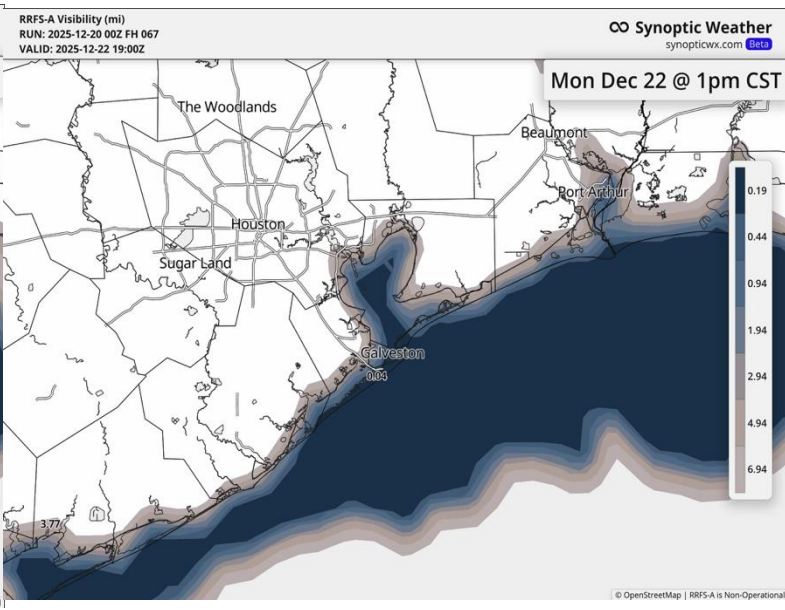 RRFS-A Visibility (mi)
RUN: 2025-12-20 00Z FH 067
VALID: 2025-12-22 19:00Z
Synoptic Weather
synopticwx.com Beta
Mon Dec 22 @ 1pm CST
The Woodlands
Beaumont
Port Arthur
Houston
Sugar Land
Galveston
0.04
3.77
0.19
0.44
0.94
1.94
2.94
4.94
6.94
© OpenStreetMap | RRFS-A is Non-Operational